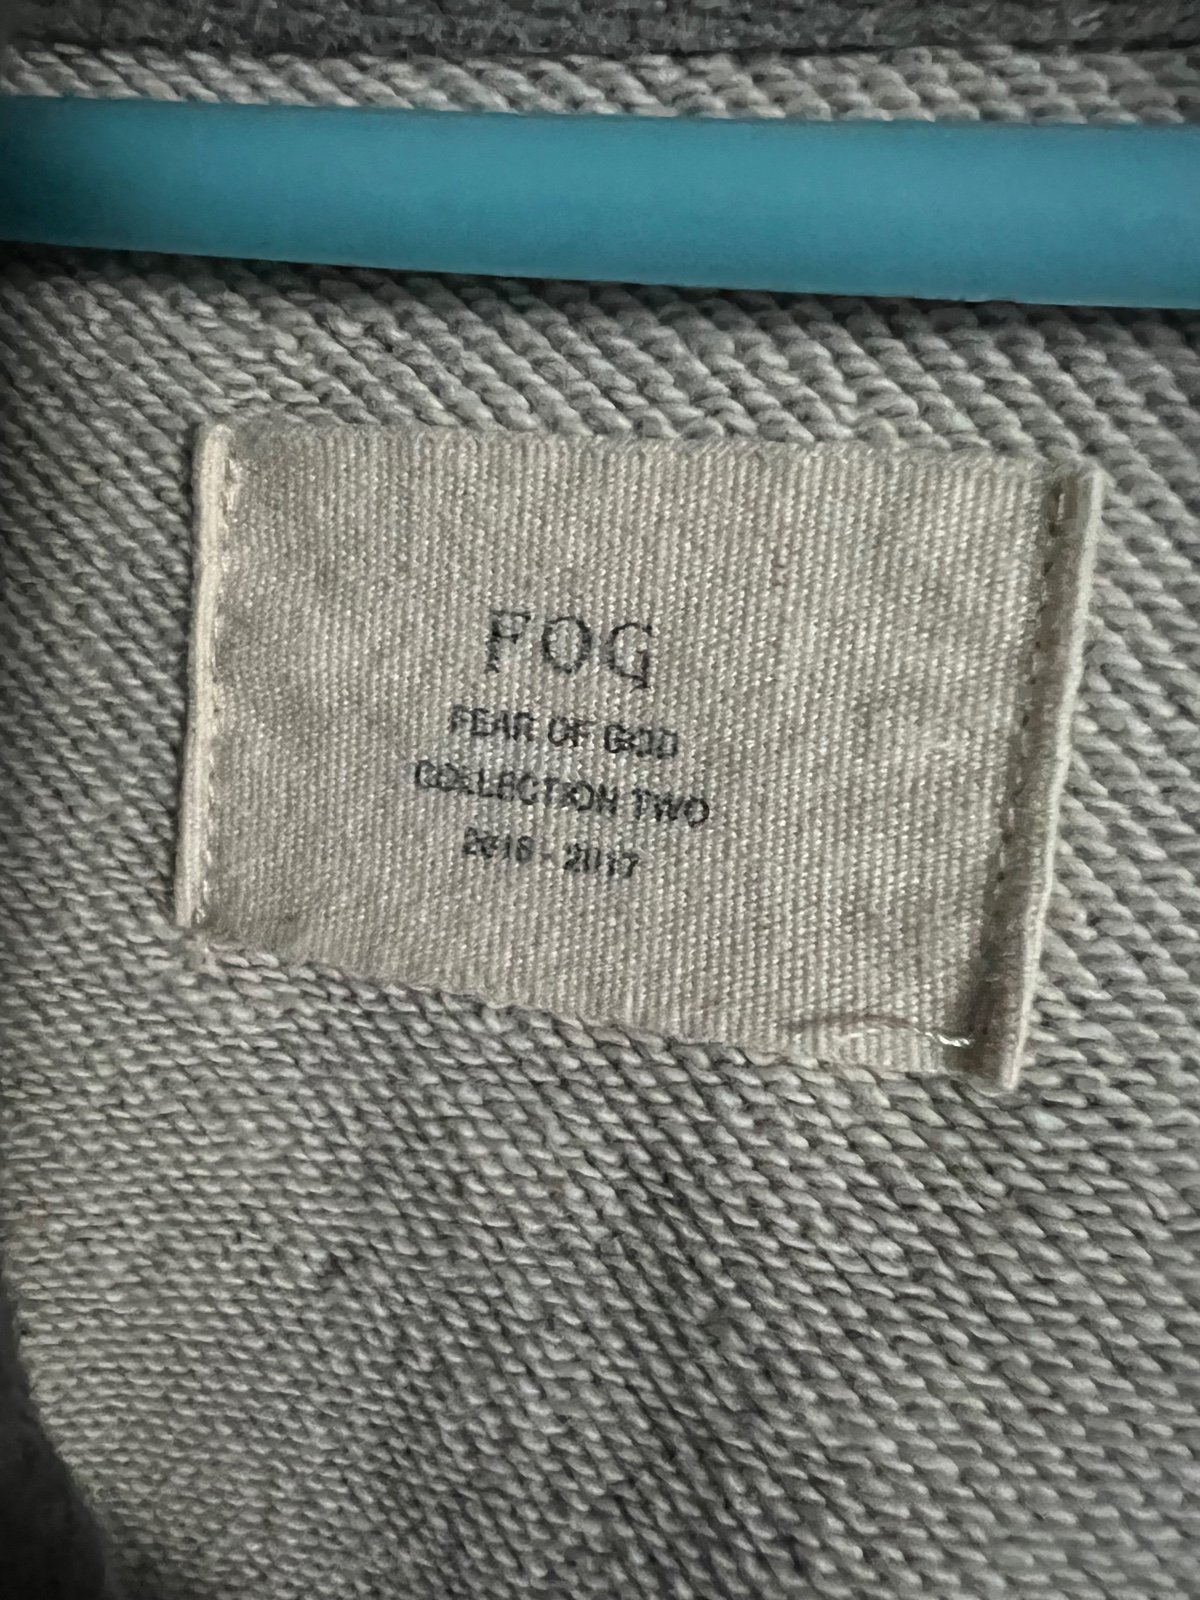 FOG
FEAR OF GOD
COLLECTION TWO
2016 - 2017